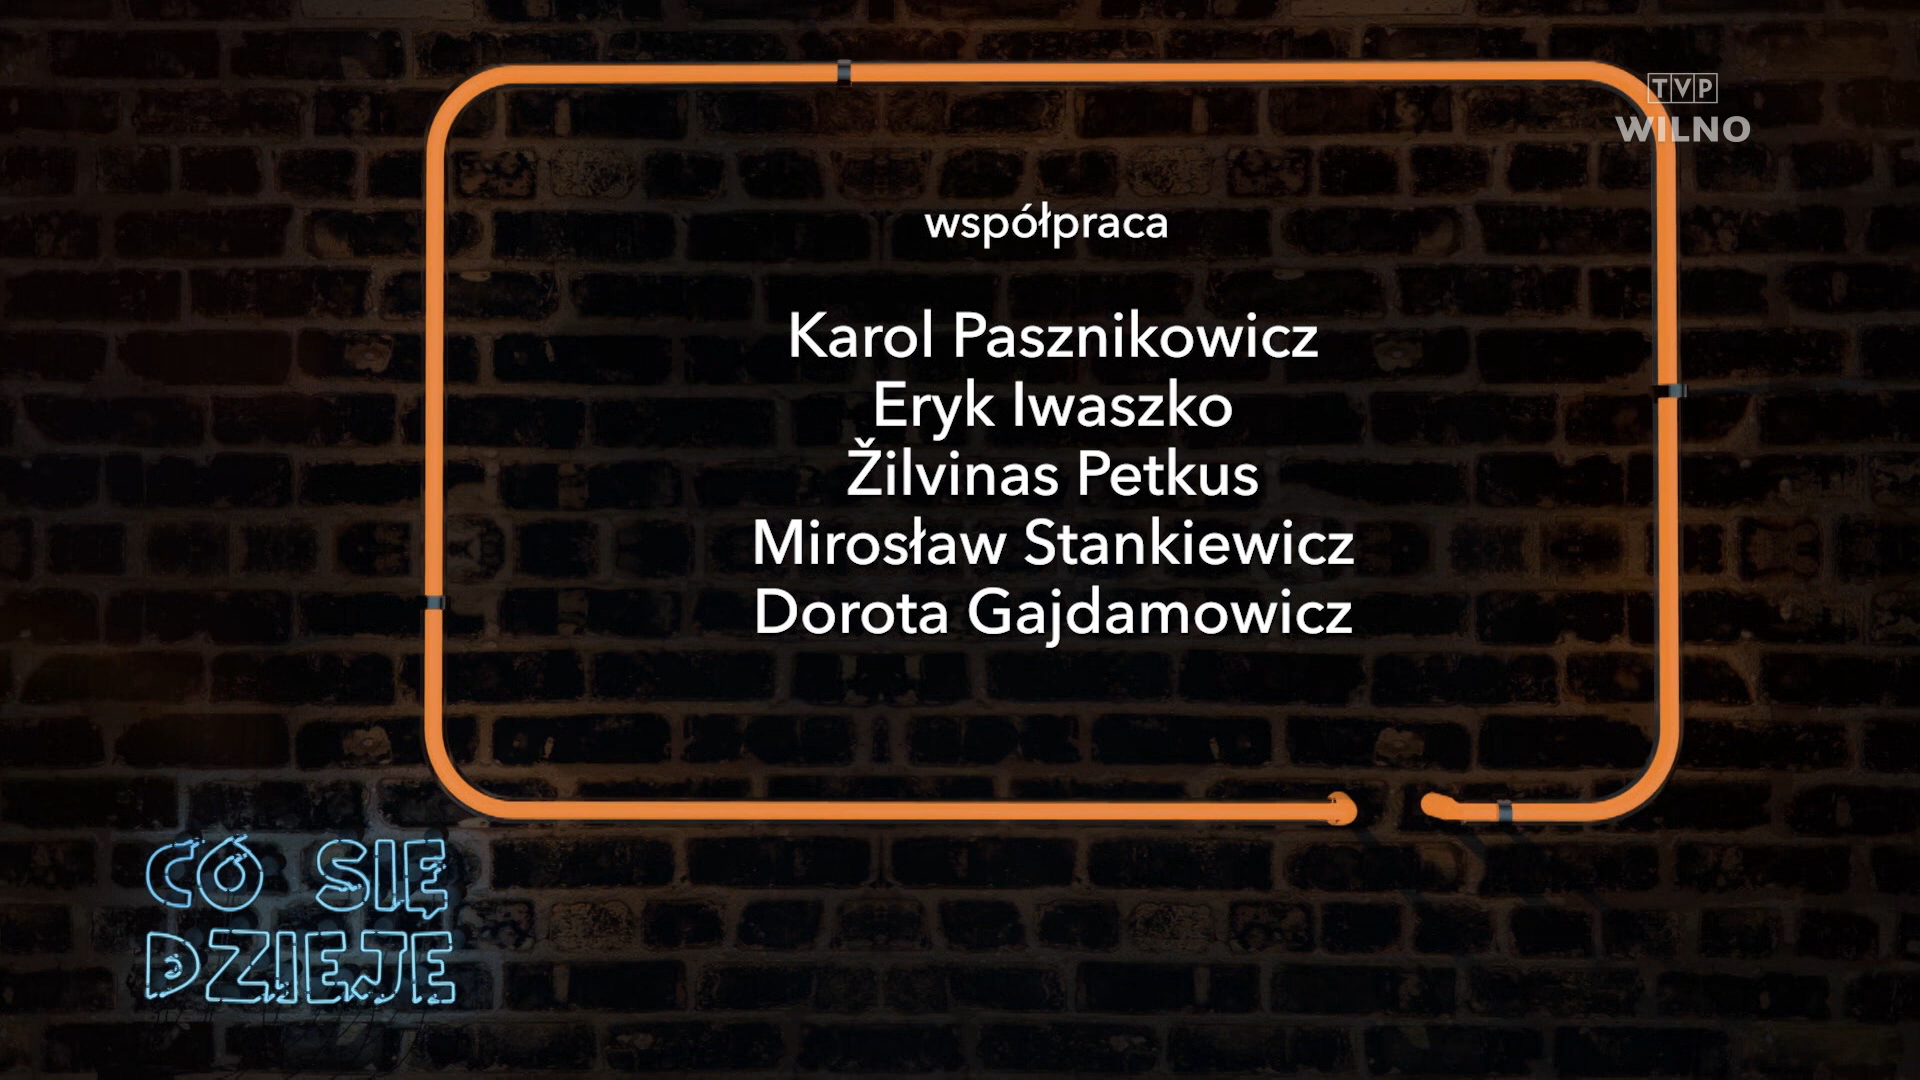 TVP
WILNO
współpraca
Karol Pasznikowicz
Eryk Iwaszko
Žilvinas Petkus
Mirosław Stankiewicz
Dorota Gajdamowicz
CO SIĘ
DZIEJE